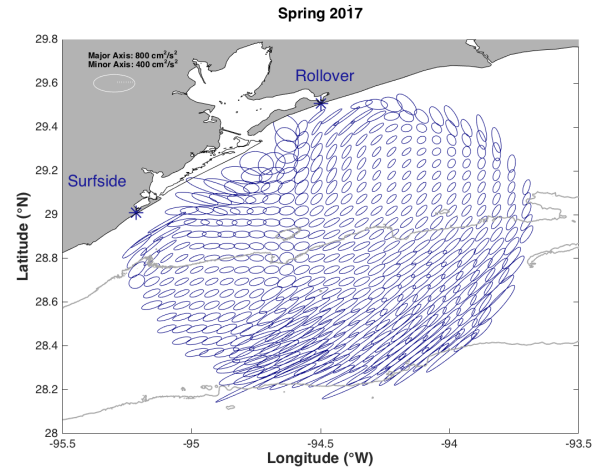 Spring 2017
Major Axis: 800 cm²/s²
Minor Axis: 400 cm²/s²
Rollover
Surfside
29.8
29.6
29.4
29.2
29
28.8
28.6
28.4
28.2
28
Latitude (°N)
-95.5 -95 -94.5 -94 -93.5
Longitude (°W)